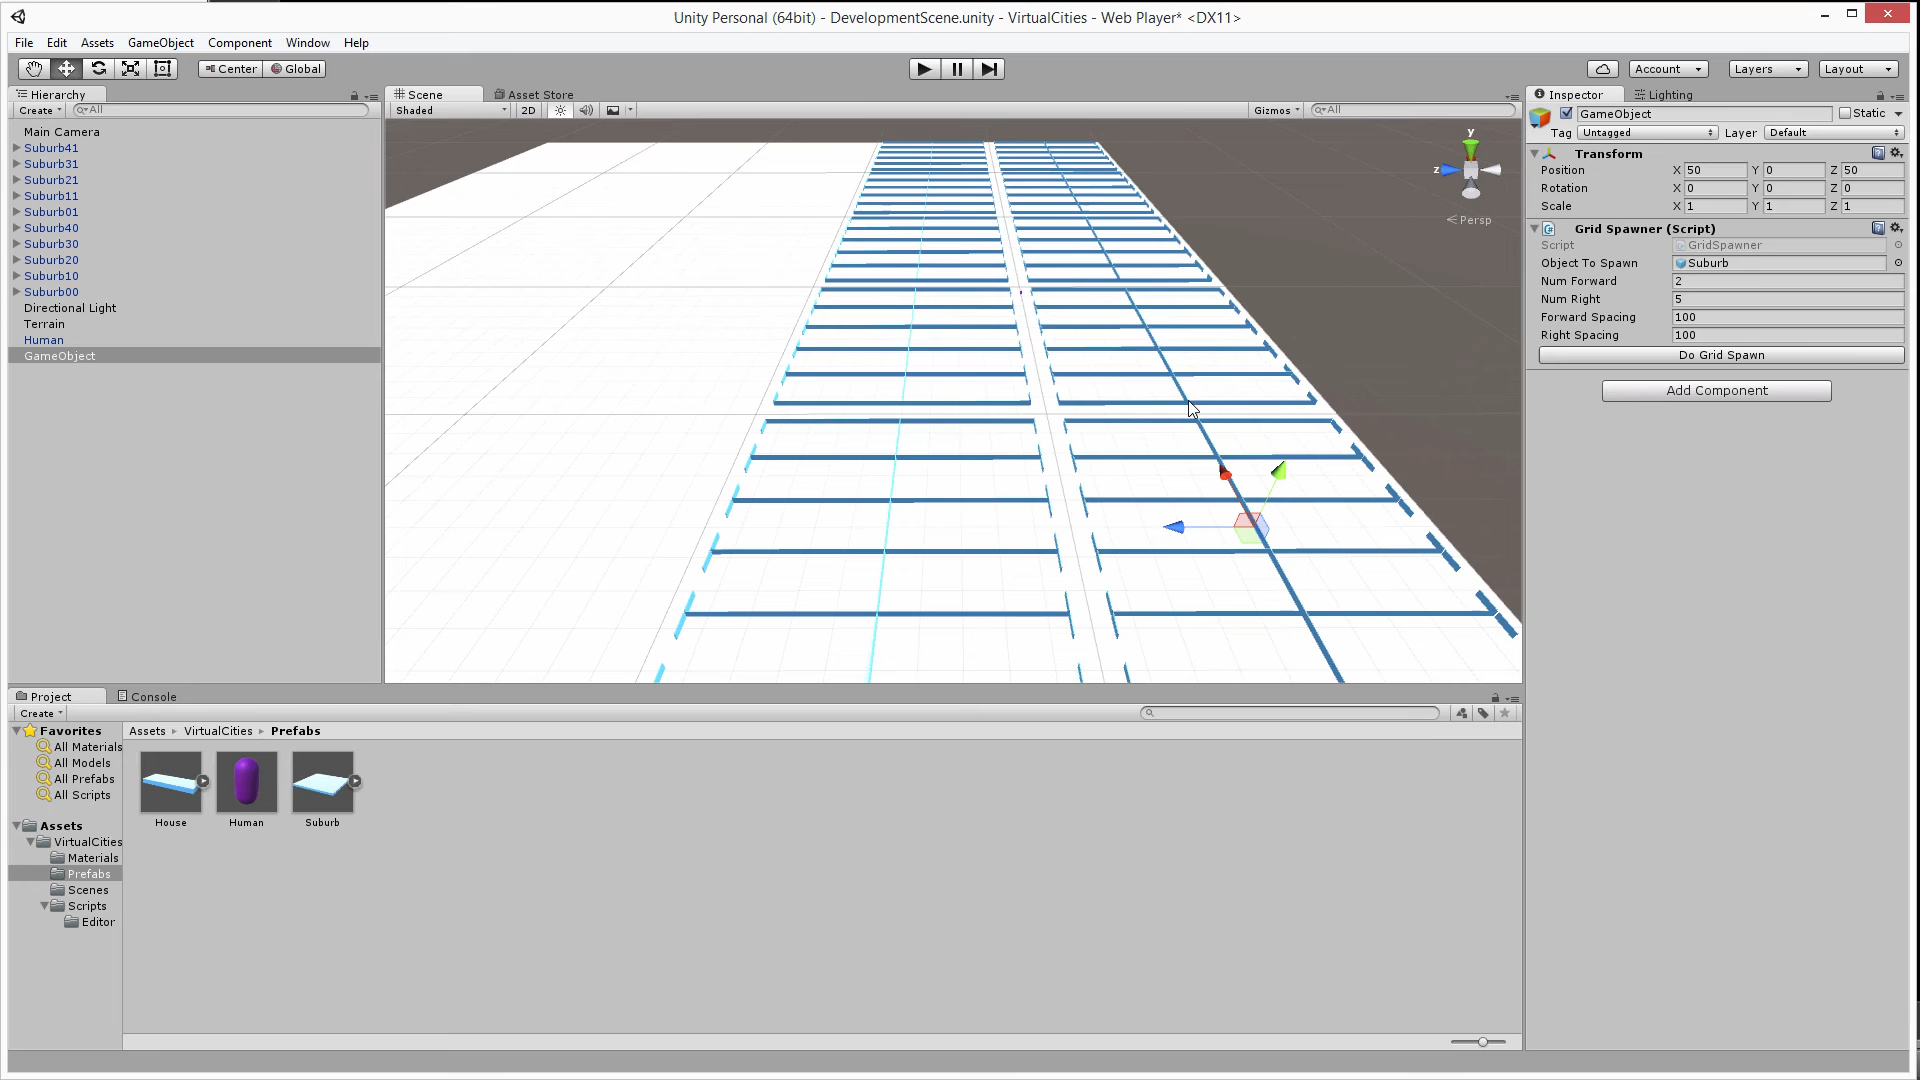 Unity Personal (64bit) - DevelopmentScene.unity - VirtualCities - Web Player* <DX11>
File Edit Assets GameObject Component Window Help
Center Global Account Layers Layout
Hierarchy
Create All
Main Camera
Suburb41
Suburb31
Suburb21
Suburb11
Suburb01
Suburb40
Suburb30
Suburb20
Suburb10
Suburb00
Directional Light
Terrain
Human
GameObject
Scene Asset Store
Shaded 2D Gizmos All
y
z
Persp
Inspector Lighting
GameObject Static
Tag Untagged Layer Default
Transform
Position X 50 Y 0 Z 50
Rotation X 0 Y 0 Z 0
Scale X 1 Y 1 Z 1
Grid Spawner (Script)
Script GridSpawner
Object To Spawn Suburb
Num Forward 2
Num Right 5
Forward Spacing 100
Right Spacing 100
Do Grid Spawn
Add Component
Project Console
Create
Favorites
All Materials
All Models
All Prefabs
All Scripts
Assets
VirtualCities
Materials
Prefabs
Scenes
Scripts
Editor
Assets VirtualCities Prefabs
House Human Suburb